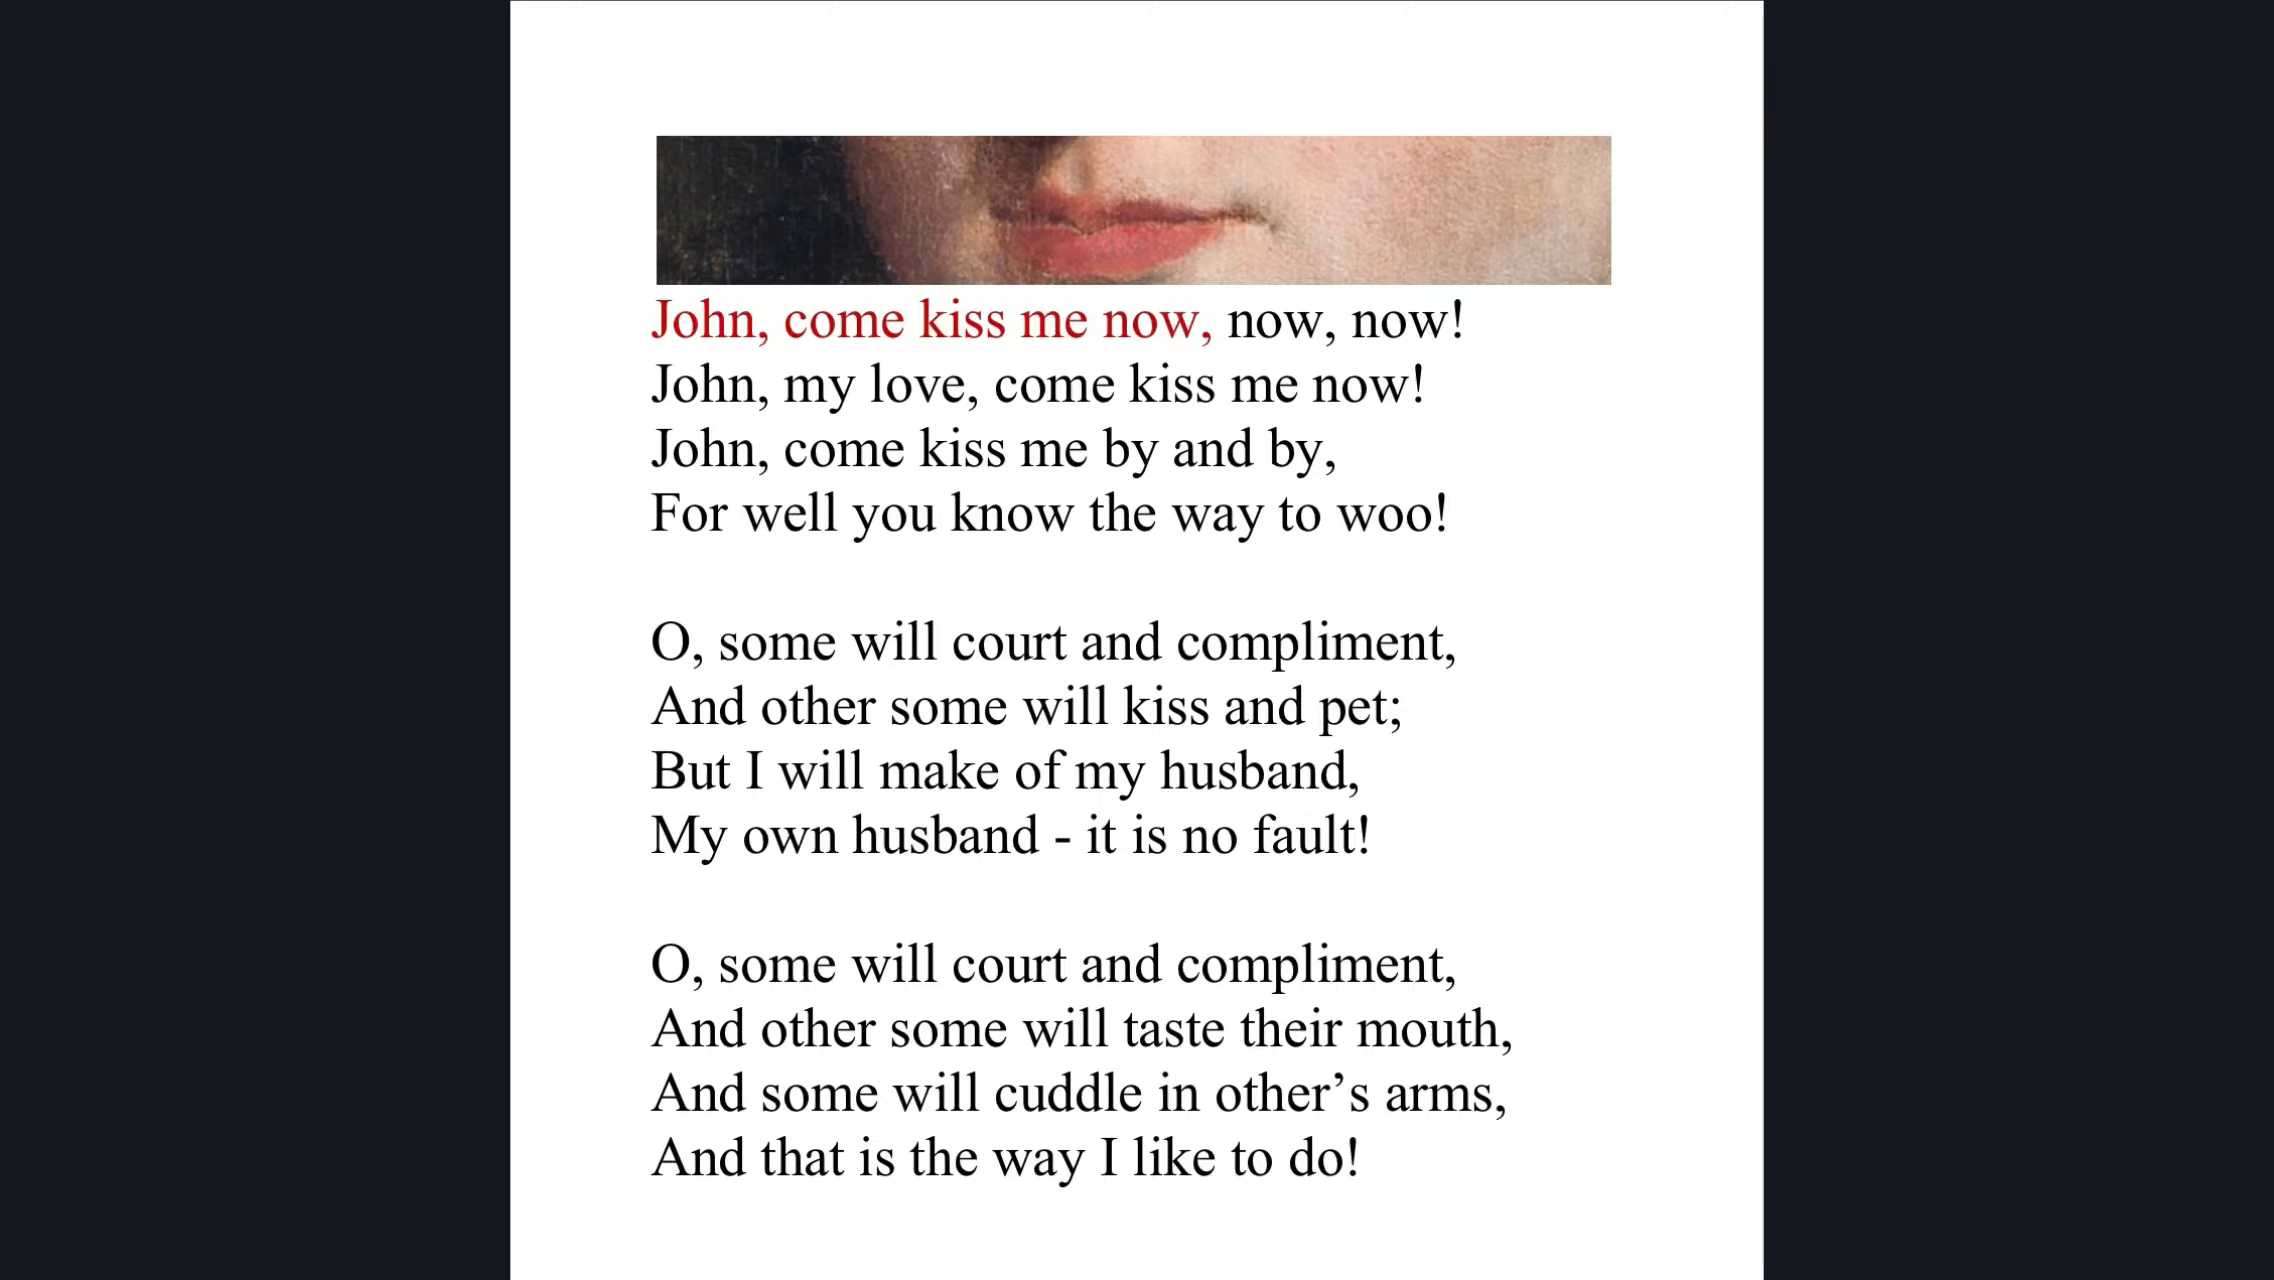 John, come kiss me now, now, now!
John, my love, come kiss me now!
John, come kiss me by and by,
For well you know the way to woo!
O, some will court and compliment,
And other some will kiss and pet;
But I will make of my husband,
My own husband - it is no fault!
O, some will court and compliment,
And other some will taste their mouth,
And some will cuddle in other’s arms,
And that is the way I like to do!